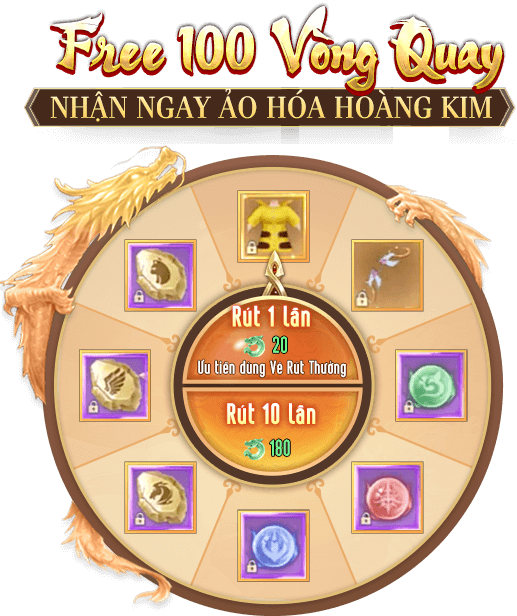 Free 100 Vòng Quay
NHẬN NGAY ẢO HÓA HOÀNG KIM
Rút 1 lần
20
Ưu tiên dùng Vé Rút Thưởng
Rút 10 lần
180